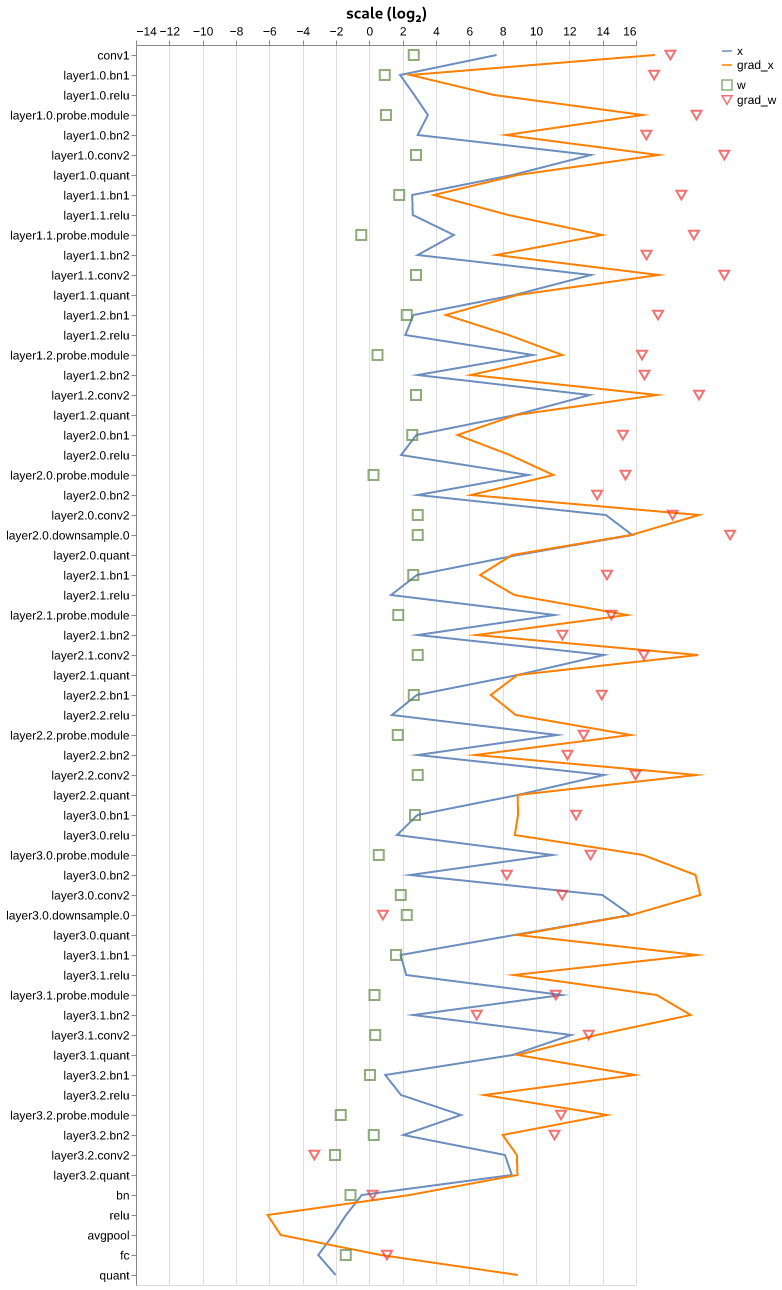 scale (log₂)
−14 −12 −10 −8 −6 −4 −2 0 2 4 6 8 10 12 14 16
x
grad_x
w
grad_w
conv1
layer1.0.bn1
layer1.0.relu
layer1.0.probe.module
layer1.0.bn2
layer1.0.conv2
layer1.0.quant
layer1.1.bn1
layer1.1.relu
layer1.1.probe.module
layer1.1.bn2
layer1.1.conv2
layer1.1.quant
layer1.2.bn1
layer1.2.relu
layer1.2.probe.module
layer1.2.bn2
layer1.2.conv2
layer1.2.quant
layer2.0.bn1
layer2.0.relu
layer2.0.probe.module
layer2.0.bn2
layer2.0.conv2
layer2.0.downsample.0
layer2.0.quant
layer2.1.bn1
layer2.1.relu
layer2.1.probe.module
layer2.1.bn2
layer2.1.conv2
layer2.1.quant
layer2.2.bn1
layer2.2.relu
layer2.2.probe.module
layer2.2.bn2
layer2.2.conv2
layer2.2.quant
layer3.0.bn1
layer3.0.relu
layer3.0.probe.module
layer3.0.bn2
layer3.0.conv2
layer3.0.downsample.0
layer3.0.quant
layer3.1.bn1
layer3.1.relu
layer3.1.probe.module
layer3.1.bn2
layer3.1.conv2
layer3.1.quant
layer3.2.bn1
layer3.2.relu
layer3.2.probe.module
layer3.2.bn2
layer3.2.conv2
layer3.2.quant
bn
relu
avgpool
fc
quant